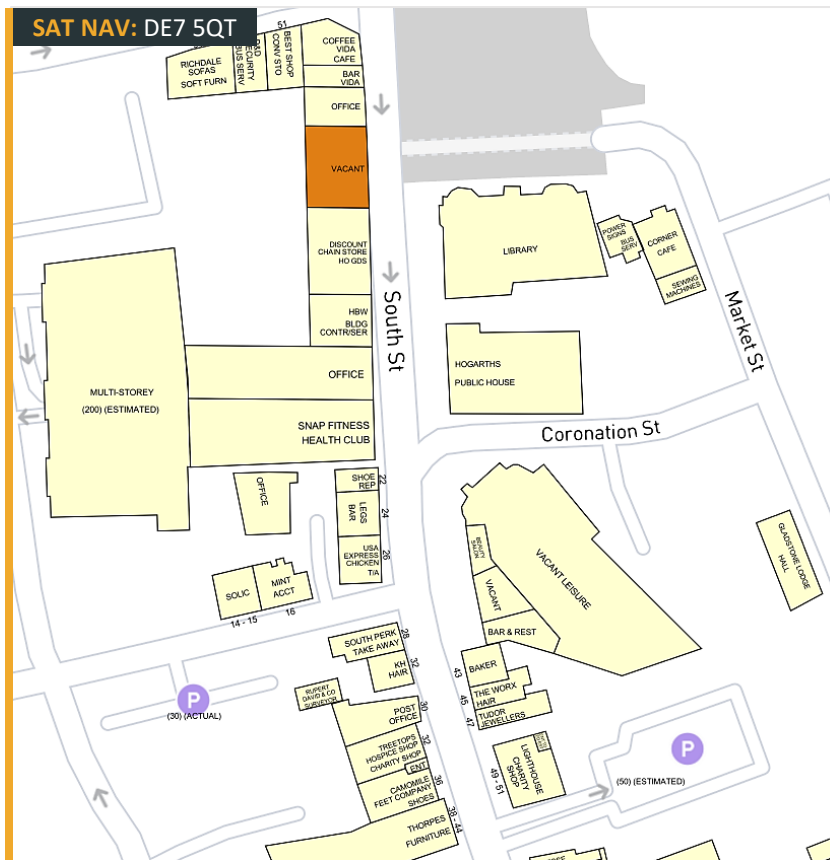 SAT NAV: DE7 5QT
51
RICHDALE
SOFAS
SOFT FURN
BUS SERV
BEST SHOP
CONV STO
COFFEE
VIDA
CAFE
BAR
VIDA
OFFICE
VACANT
DISCOUNT
CHAIN STORE
HO GDS
HBW
BLDG
CONTR/SER
South St
LIBRARY
POWER
SIGNS
BUS
SERV
CORNER
CAFE
SEWING
MACHINES
Market St
HOGARTHS
PUBLIC HOUSE
Coronation St
MULTI-STOREY
(200) (ESTIMATED)
OFFICE
SNAP FITNESS
HEALTH CLUB
OFFICE
SHOE
REP
22
LEGS
BAR
24
USA
EXPRESS
CHICKEN
T/A
26
SOLIC
MINT
ACCT
14 - 15
16
BEAUTY
SALON
VACANT
VACANT LEISURE
BAR & REST
GLADSTONE LODGE
HALL
SOUTH PERK
TAKE AWAY
28
KH
HAIR
32
BAKER
43
THE WORX
HAIR
45
TUDOR
JEWELLERS
47
RUPERT
DAVID & CO
SURVEYOR
P
(30) (ACTUAL)
POST
OFFICE
30
TREETOPS
HOSPICE SHOP
CHARITY SHOP
32
ENT
CAMOMILE
FEET COMPANY
SHOES
36
THORPES
FURNITURE
38 - 44
LIGHTHOUSE
CHARITY
SHOP
49 - 51
P
(50) (ESTIMATED)